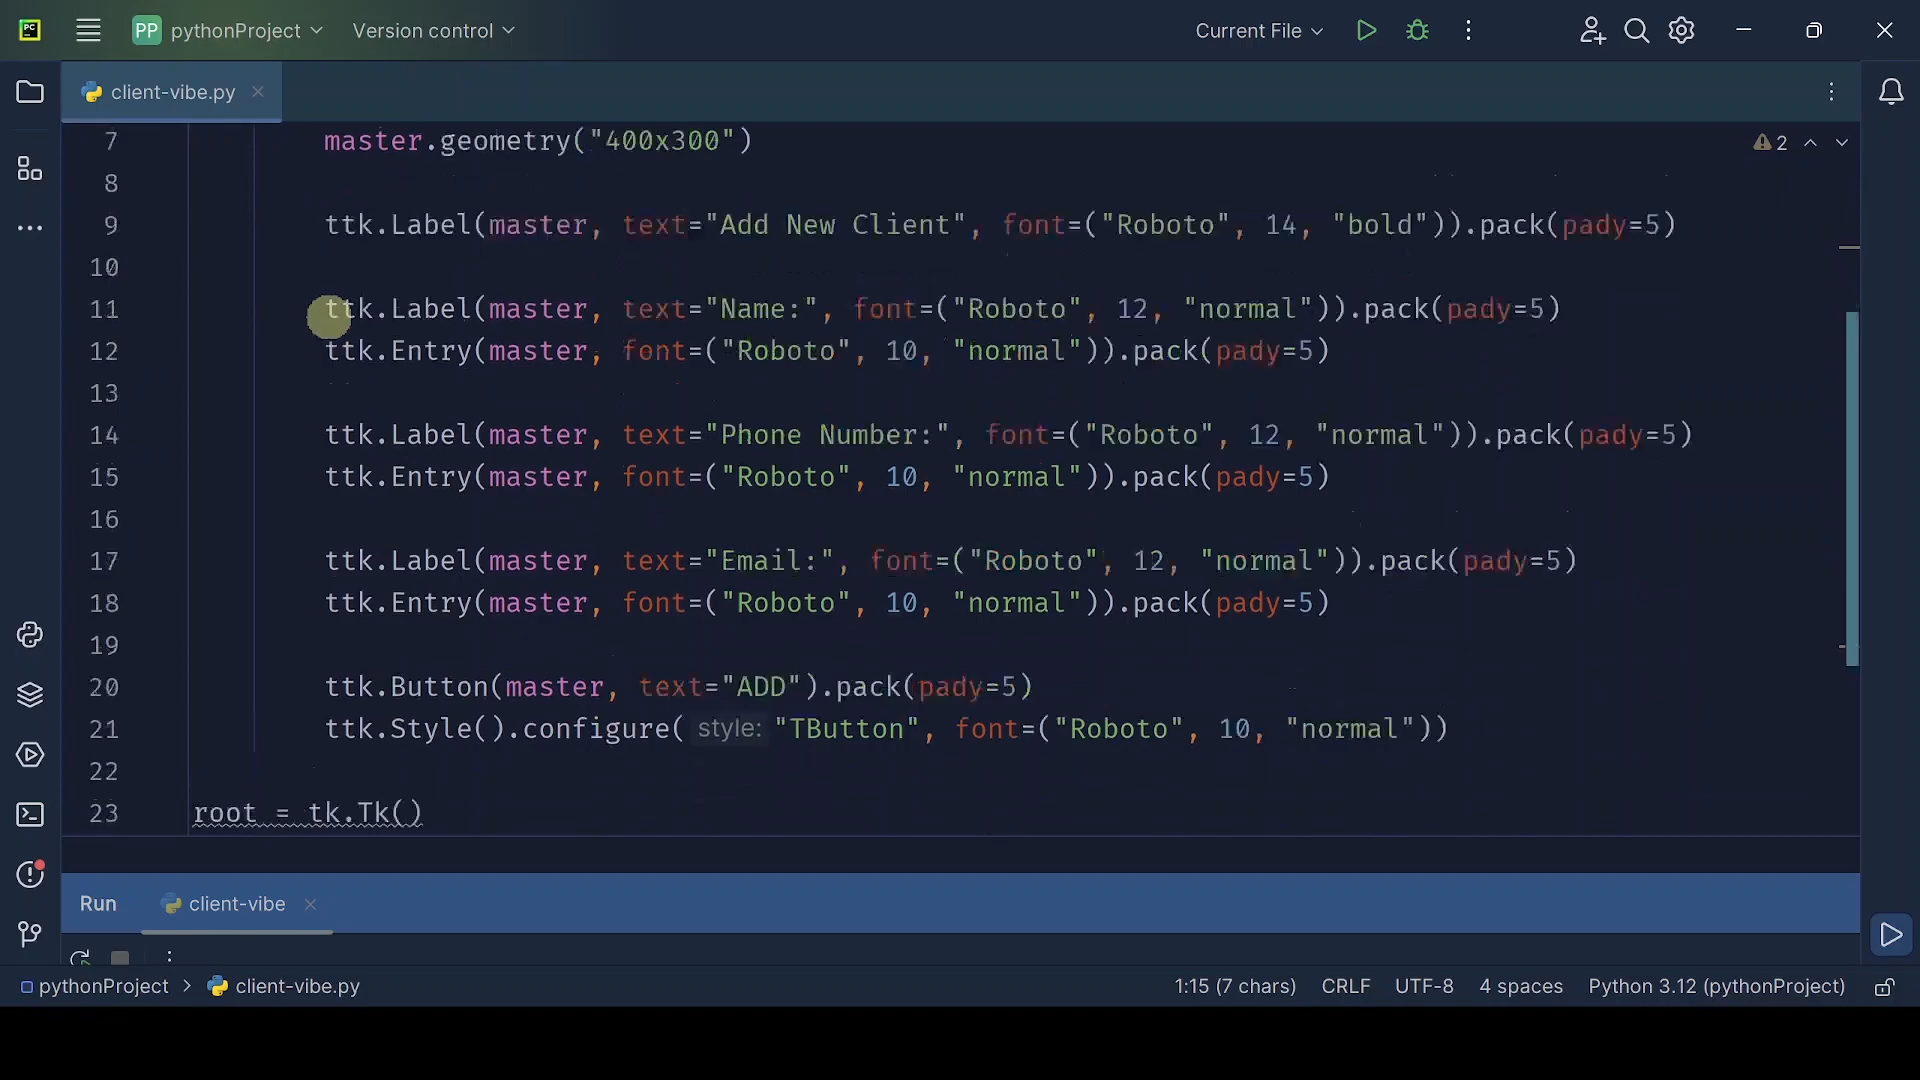 PC PP pythonProject Version control Current File
client-vibe.py
7 master.geometry("400x300") 2
8
9 ttk.Label(master, text="Add New Client", font=("Roboto", 14, "bold")).pack(pady=5)
10
11 ttk.Label(master, text="Name:", font=("Roboto", 12, "normal")).pack(pady=5)
12 ttk.Entry(master, font=("Roboto", 10, "normal")).pack(pady=5)
13
14 ttk.Label(master, text="Phone Number:", font=("Roboto", 12, "normal")).pack(pady=5)
15 ttk.Entry(master, font=("Roboto", 10, "normal")).pack(pady=5)
16
17 ttk.Label(master, text="Email:", font=("Roboto", 12, "normal")).pack(pady=5)
18 ttk.Entry(master, font=("Roboto", 10, "normal")).pack(pady=5)
19
20 ttk.Button(master, text="ADD").pack(pady=5)
21 ttk.Style().configure( style: "TButton", font=("Roboto", 10, "normal"))
22
23 root = tk.Tk()
Run client-vibe
pythonProject > client-vibe.py 1:15 (7 chars) CRLF UTF-8 4 spaces Python 3.12 (pythonProject)